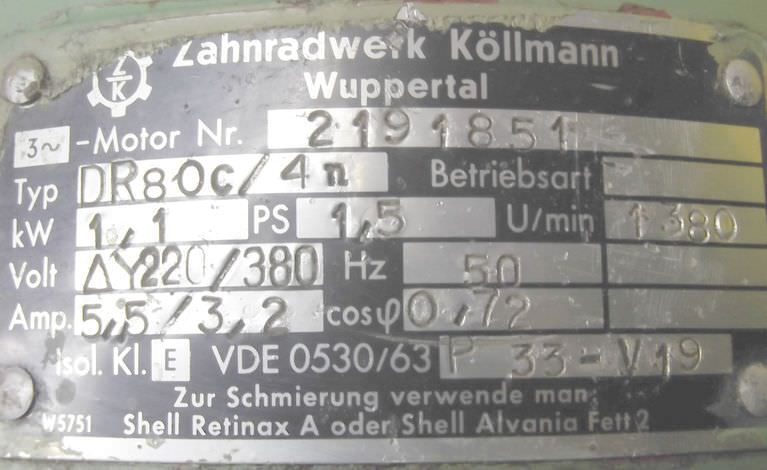 Zahnradwerk Köllmann
Z
K
Wuppertal
3~ -Motor Nr. 2191851
Typ DR80c/4n Betriebsart
kW 1,1 PS 1,5 U/min 1380
Volt ΔY220/380 Hz 50
Amp. 5,5/3,2 cosφ 0,72
Isol. Kl. E VDE 0530/63 P 33-V19
Zur Schmierung verwende man:
W5751 Shell Retinax A oder Shell Alvania Fett 2